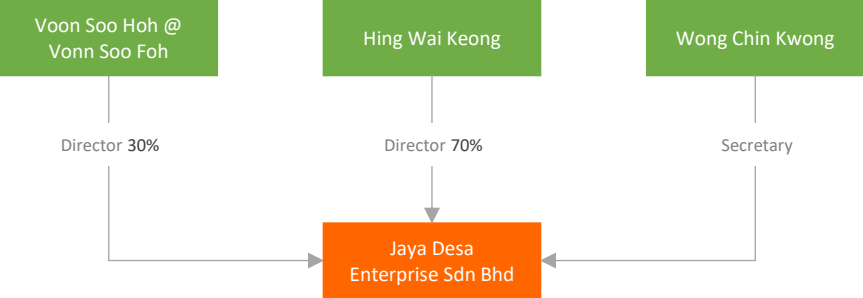 Voon Soo Hoh @
Vonn Soo Foh
Hing Wai Keong
Wong Chin Kwong
Director 30%
Director 70%
Secretary
Jaya Desa
Enterprise Sdn Bhd